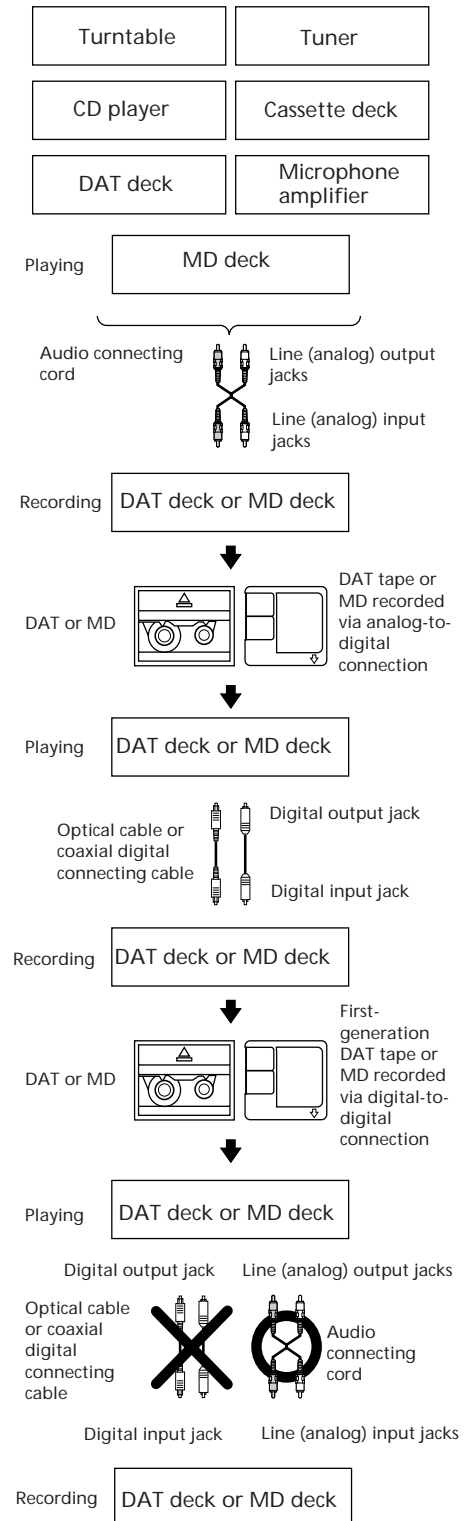 Turntable
Tuner
CD player
Cassette deck
DAT deck
Microphone
amplifier
Playing
MD deck
Audio connecting
cord
Line (analog) output
jacks
Line (analog) input
jacks
Recording
DAT deck or MD deck
DAT or MD
DAT tape or
MD recorded
via analog-to-
digital
connection
Playing
DAT deck or MD deck
Optical cable or
coaxial digital
connecting cable
Digital output jack
Digital input jack
Recording
DAT deck or MD deck
DAT or MD
First-
generation
DAT tape or
MD recorded
via digital-to-
digital
connection
Playing
DAT deck or MD deck
Digital output jack
Line (analog) output jacks
Optical cable
or coaxial
digital
connecting
cable
Audio
connecting
cord
Digital input jack
Line (analog) input jacks
Recording
DAT deck or MD deck